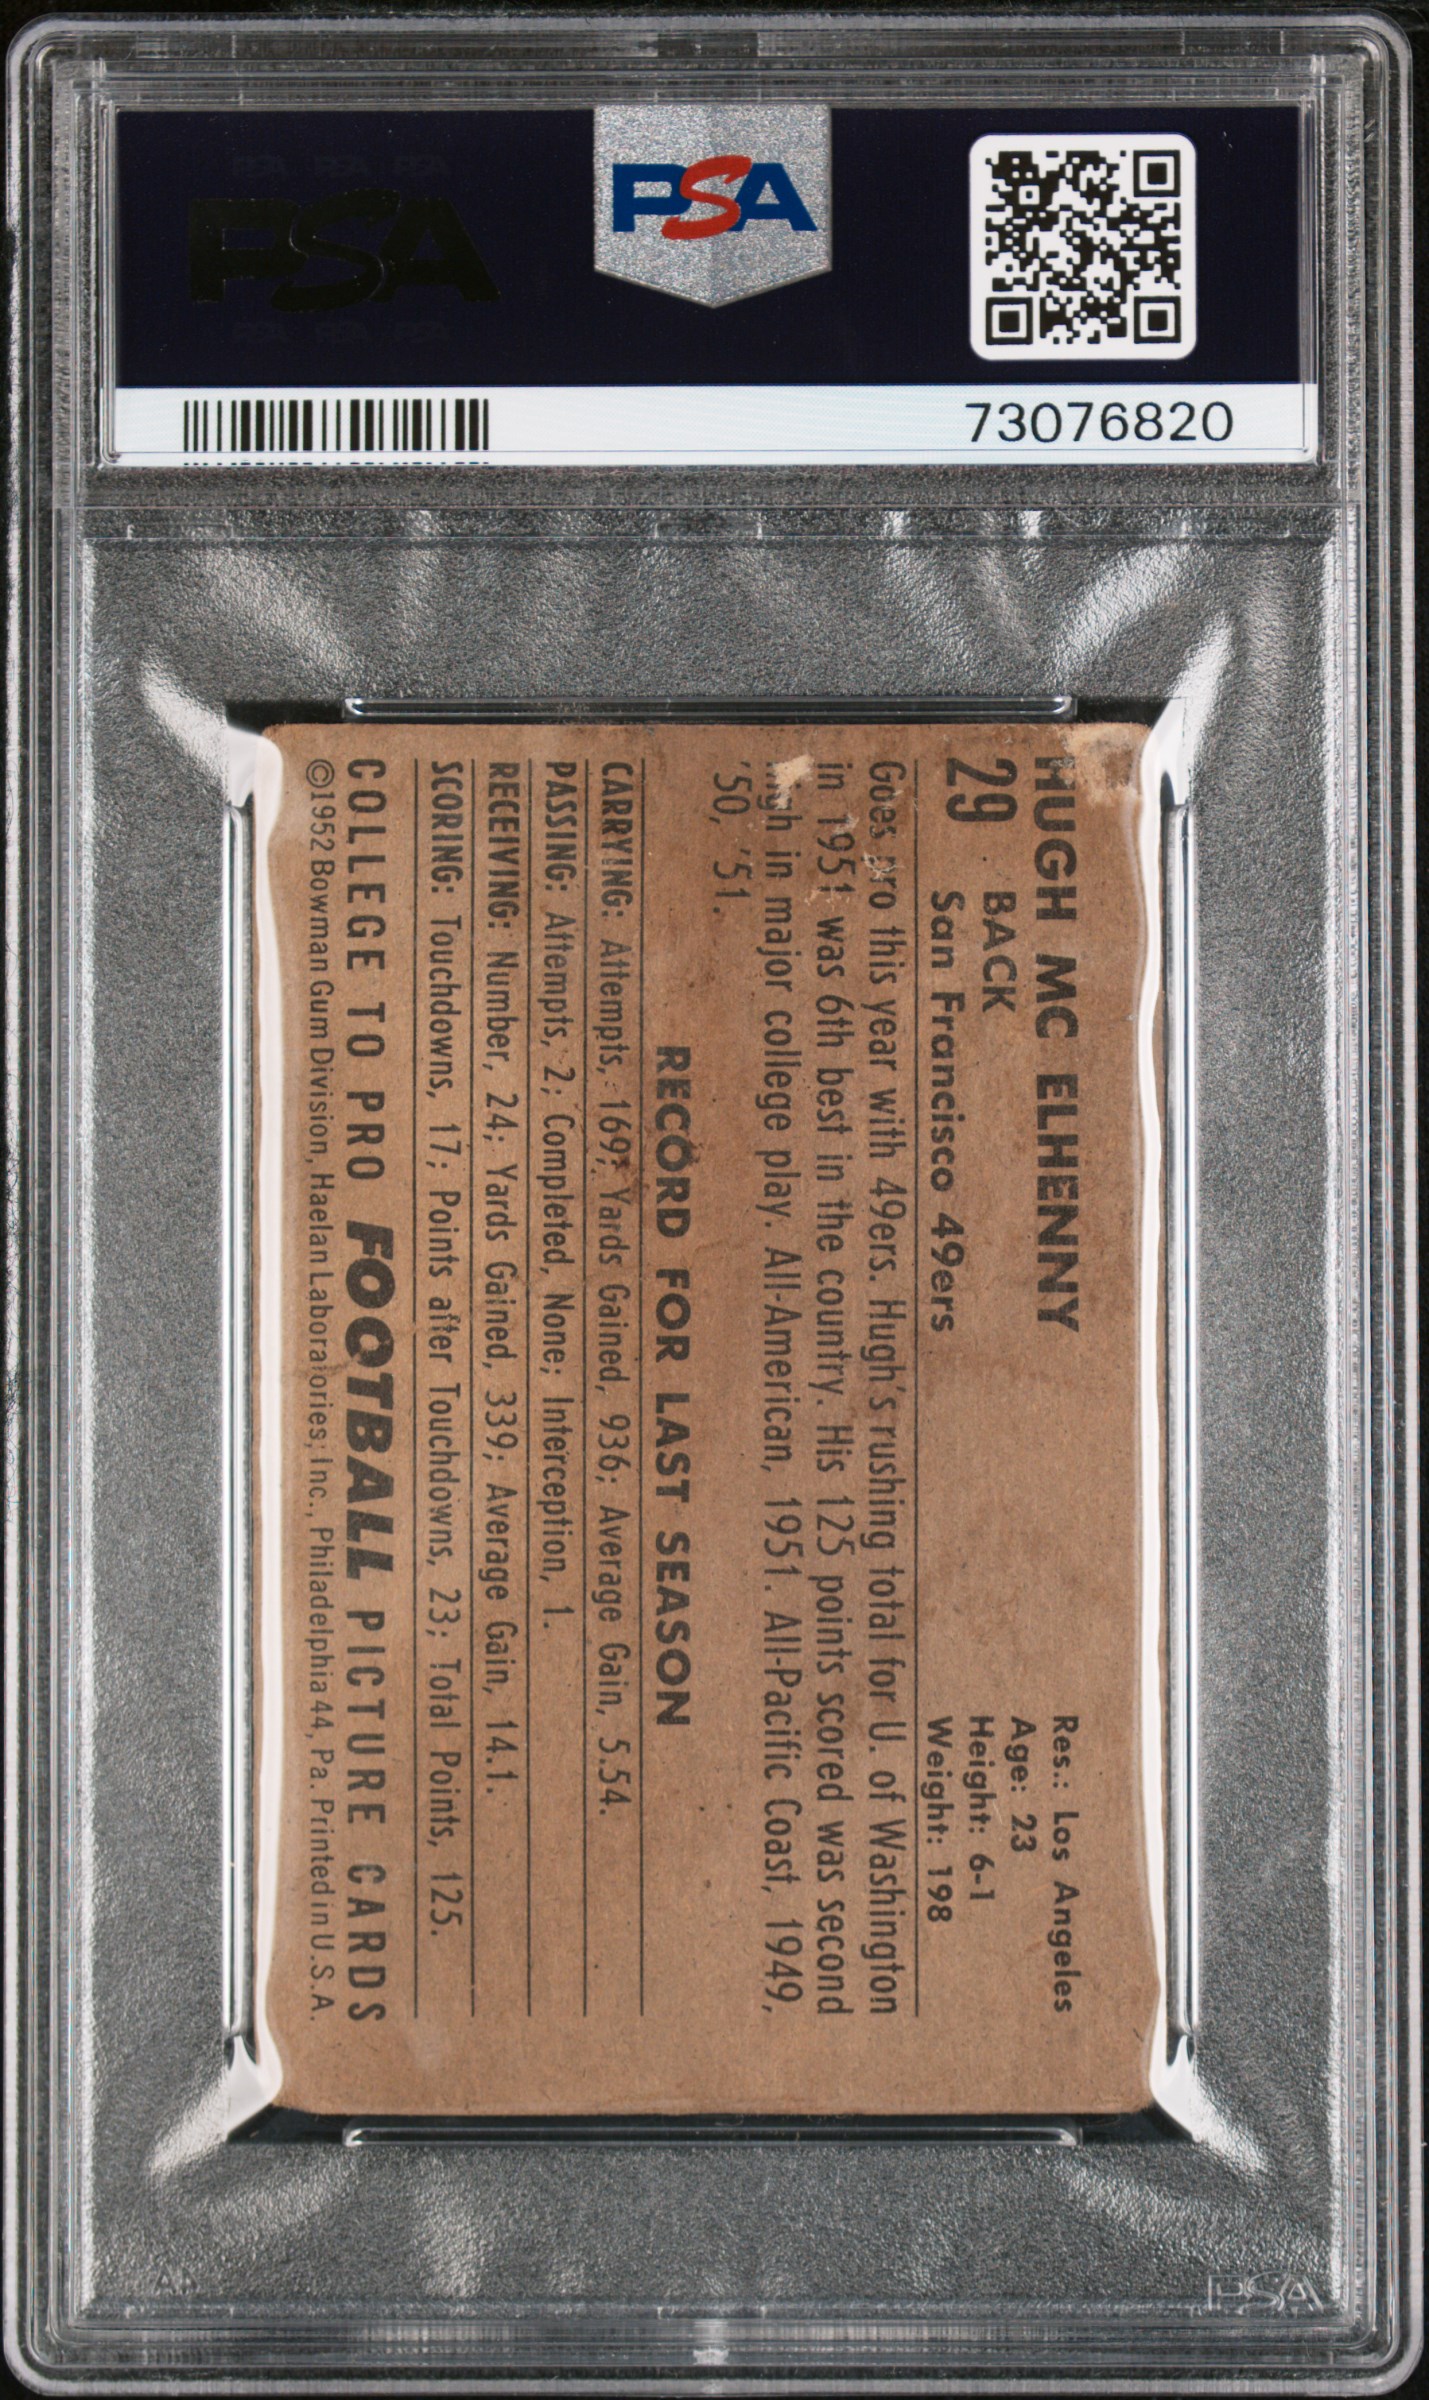 PSA
PSA
73076820
HUGH MC ELHENNY
29 BACK
San Francisco 49ers
Res.: Los Angeles
Age: 23
Height: 6-1
Weight: 198
Goes pro this year with 49ers. Hugh's rushing total for U. of Washington
in 1951 was 6th best in the country. His 125 points scored was second
high in major college play. All-American, 1951. All-Pacific Coast, 1949,
'50, '51.
RECORD FOR LAST SEASON
CARRYING: Attempts, 169; Yards Gained, 936; Average Gain, 5.54.
PASSING: Attempts, 2; Completed, None; Interception, 1.
RECEIVING: Number, 24; Yards Gained, 339; Average Gain, 14.1.
SCORING: Touchdowns, 17; Points after Touchdowns, 23; Total Points, 125.
COLLEGE TO PRO FOOTBALL PICTURE CARDS
©1952 Bowman Gum Division, Haelan Laboratories, Inc., Philadelphia 44, Pa. Printed in U.S.A.
PSA